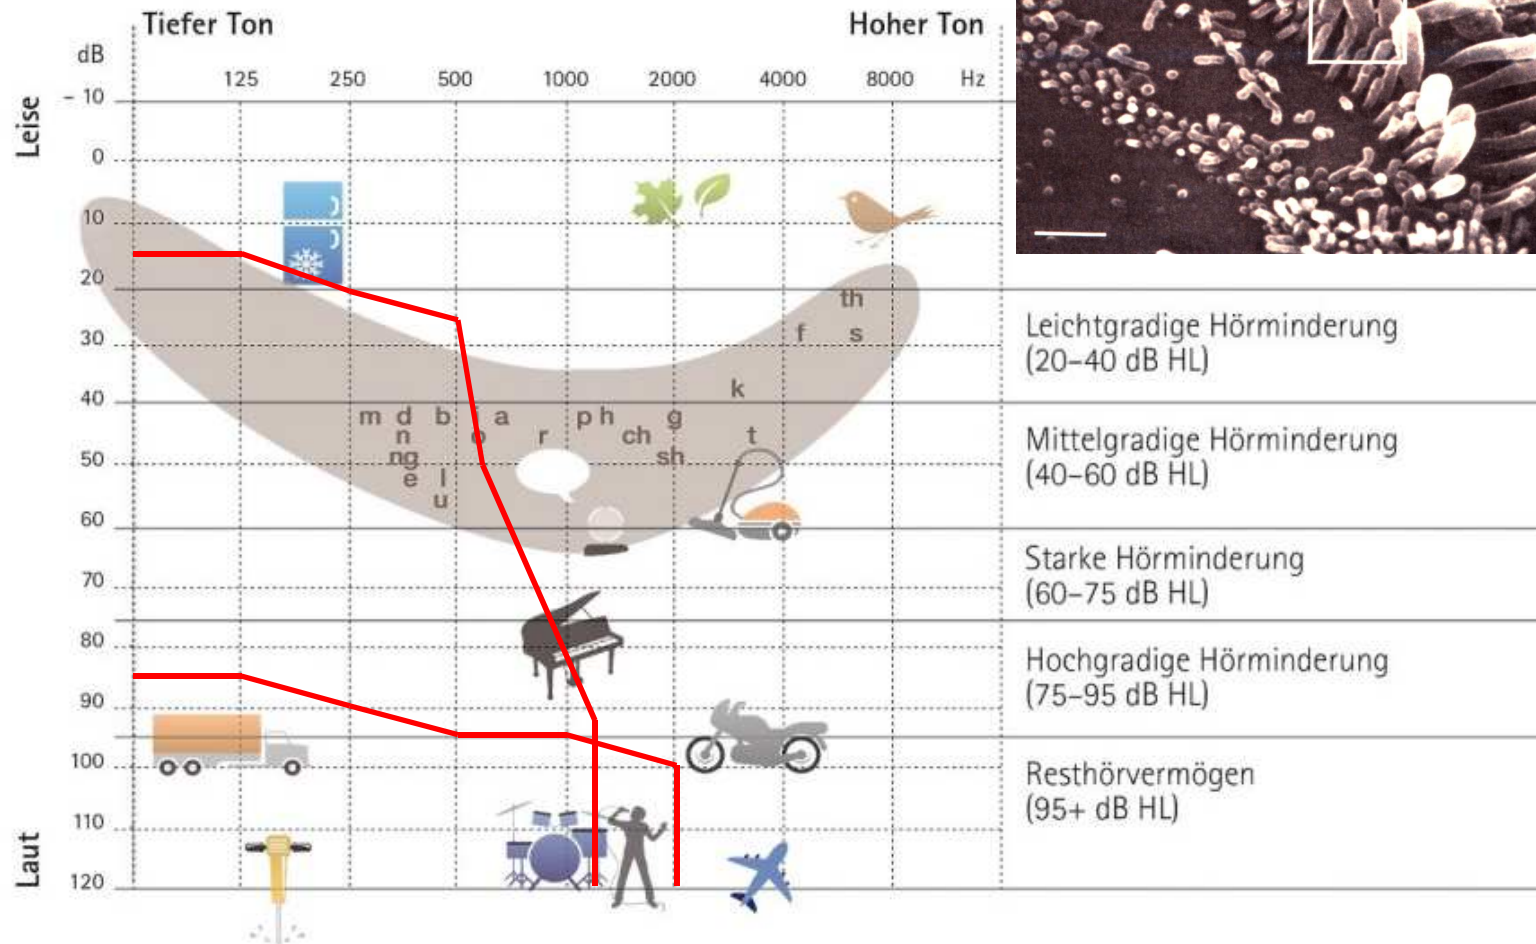 Tiefer Ton
Hoher Ton
dB
125 250 500 1000 2000 4000 8000 Hz
Leise
- 10
0
10
20
30
40
50
60
70
80
90
100
110
120
Laut
th
f s
k
m d b i a p h g
n o r ch t
ng sh
e l
u
Leichtgradige Hörminderung
(20–40 dB HL)
Mittelgradige Hörminderung
(40–60 dB HL)
Starke Hörminderung
(60–75 dB HL)
Hochgradige Hörminderung
(75–95 dB HL)
Resthörvermögen
(95+ dB HL)